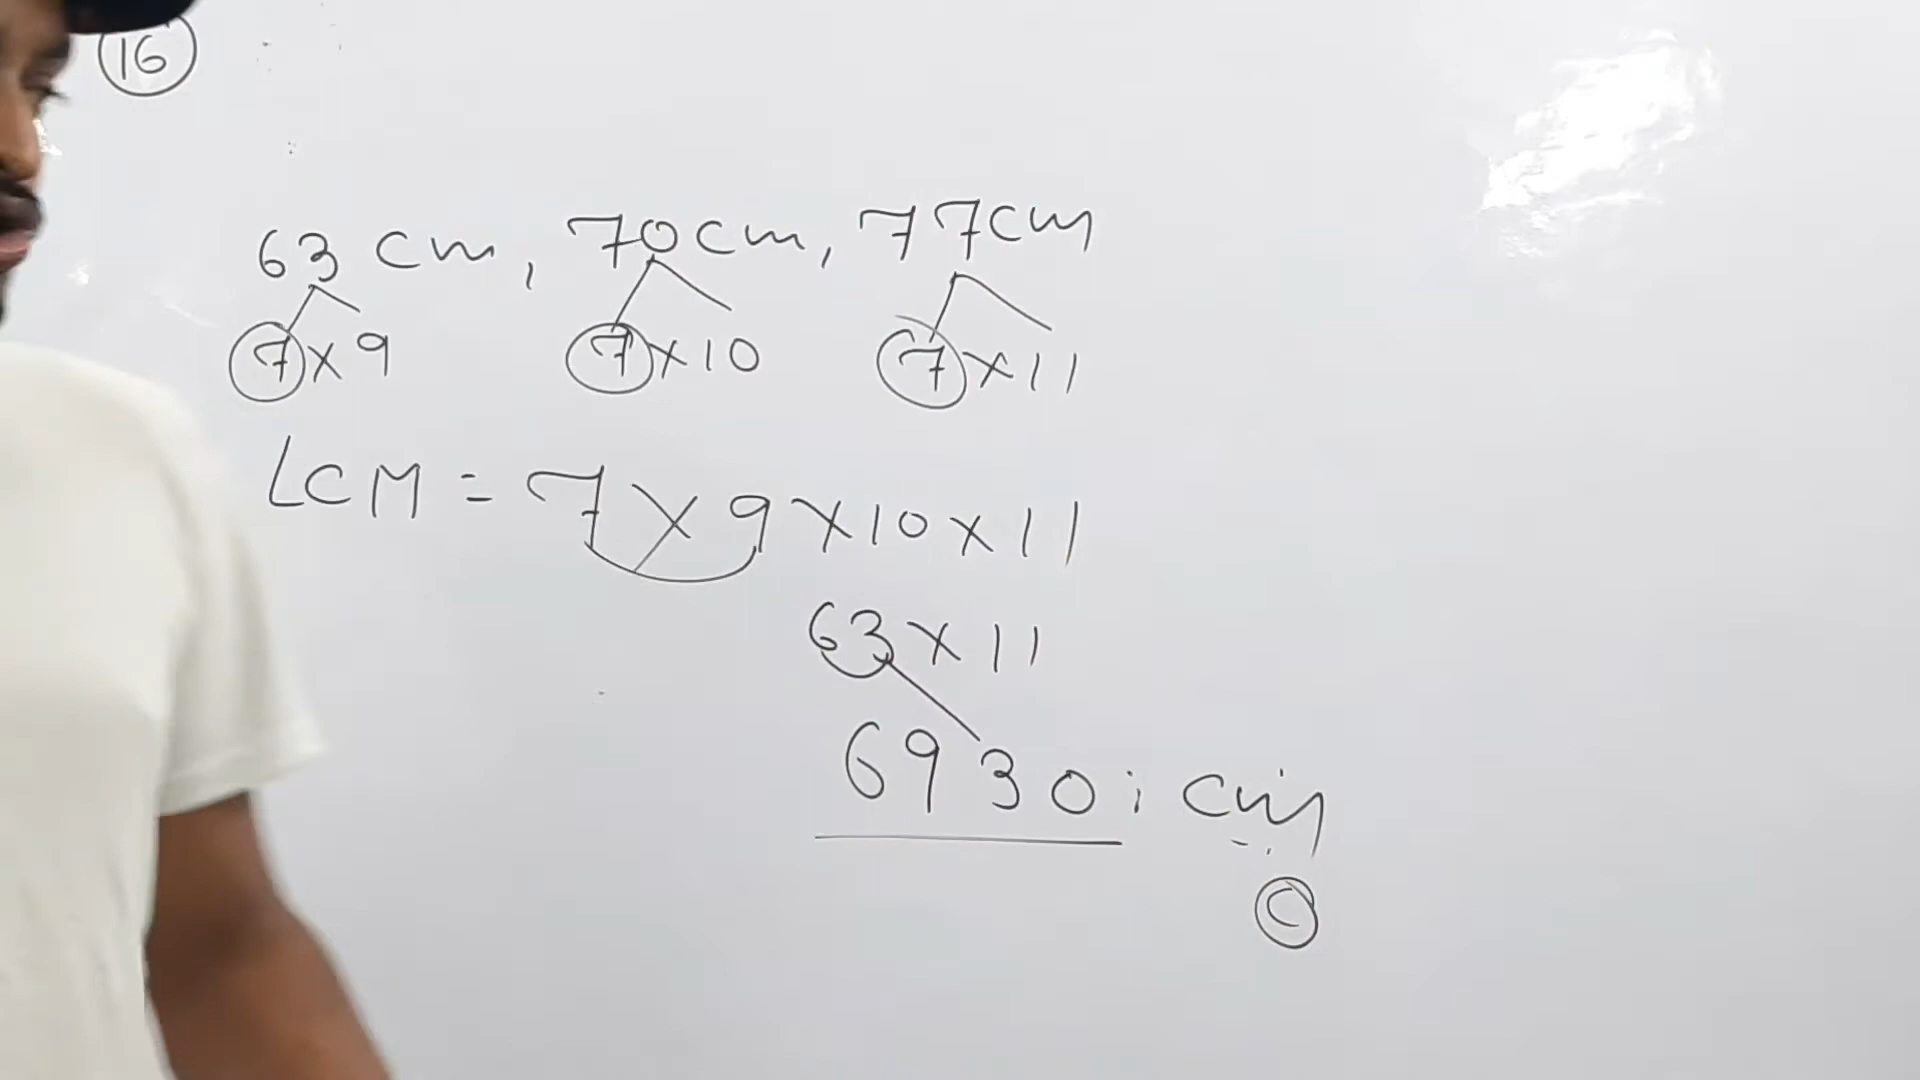 16
63 cm, 70 cm, 77 cm
7×9 7×10 7×11
LCM = 7×9×10×11
63×11
6930 cm
C